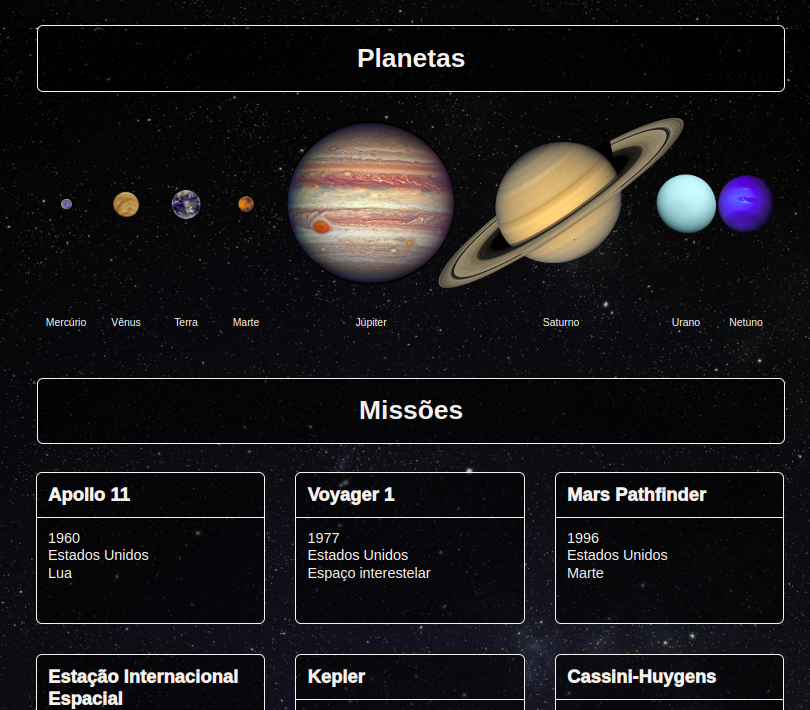 Planetas
Mercúrio Vênus Terra Marte Júpiter Saturno Urano Netuno
Missões
Apollo 11
1960
Estados Unidos
Lua
Voyager 1
1977
Estados Unidos
Espaço interestelar
Mars Pathfinder
1996
Estados Unidos
Marte
Estação Internacional
Espacial
Kepler
Cassini-Huygens